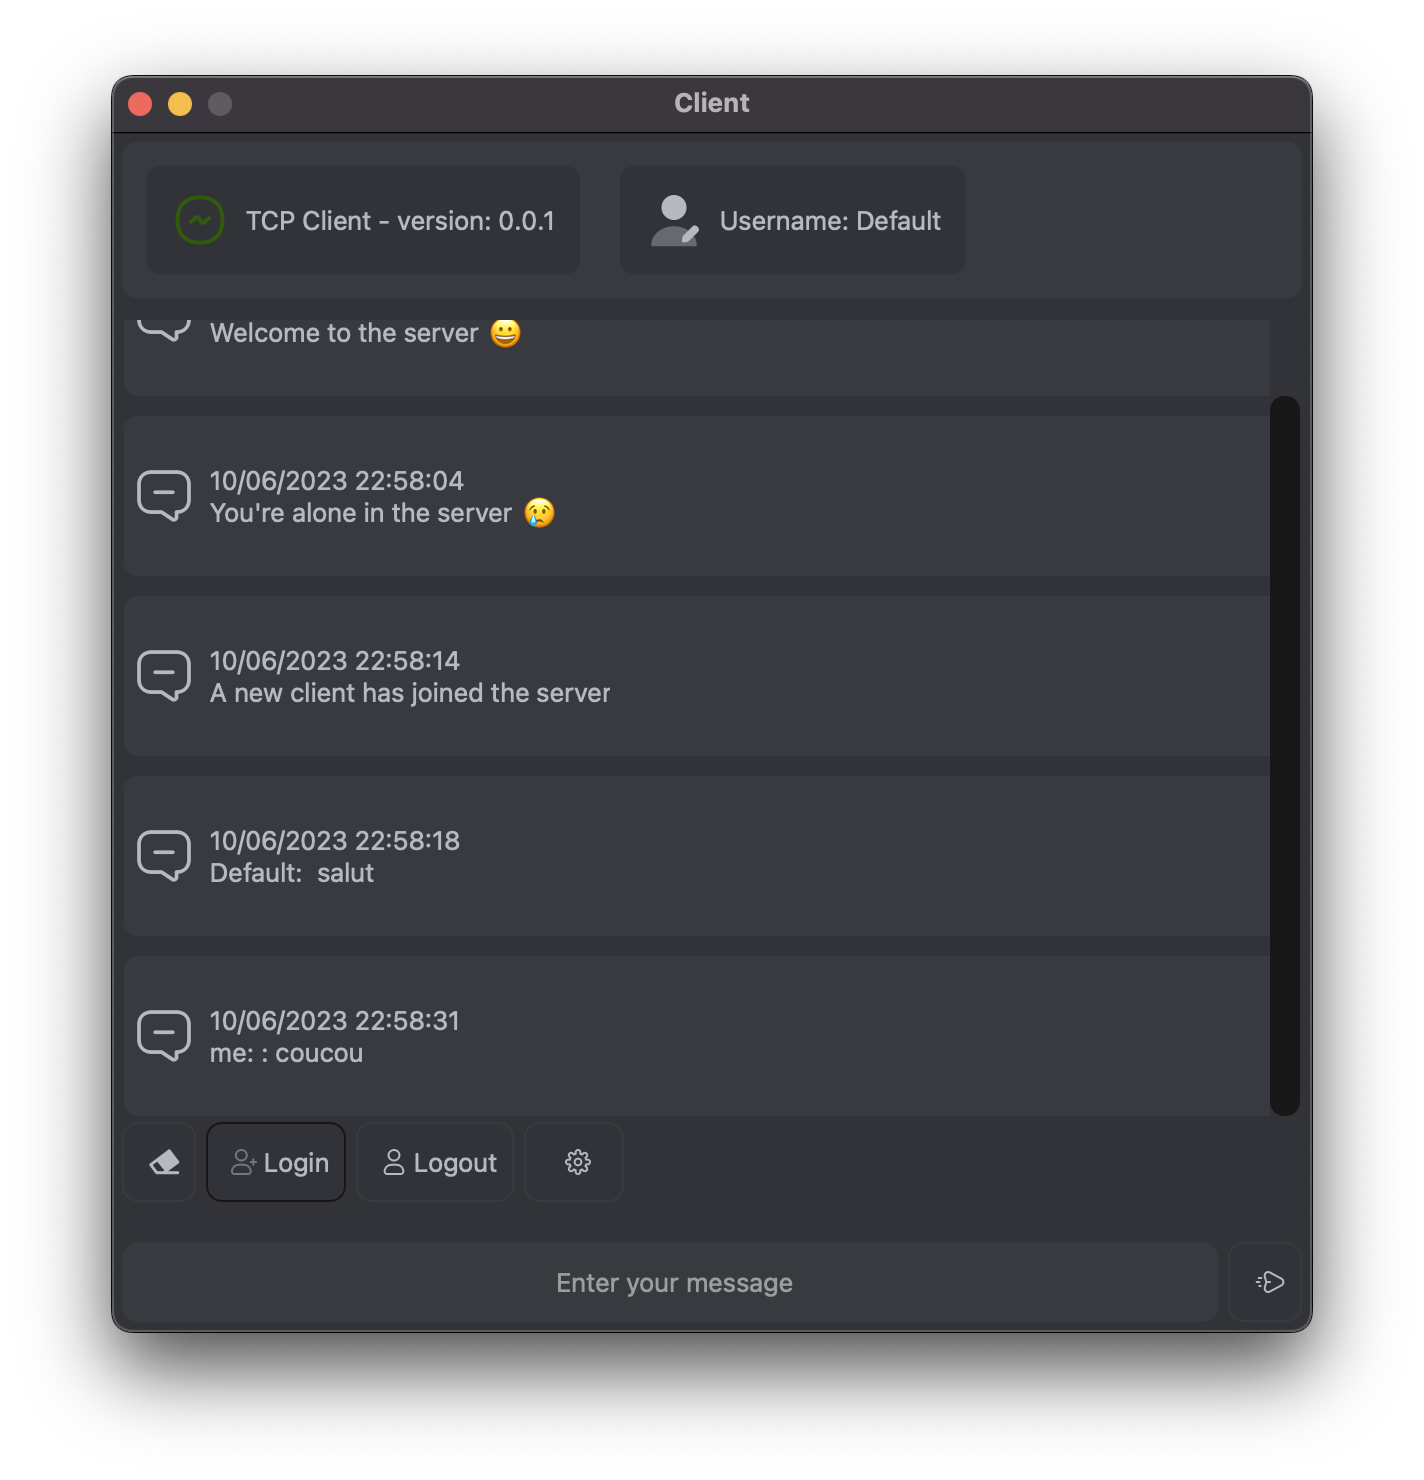 Client
TCP Client - version: 0.0.1
Username: Default
Welcome to the server 😀
10/06/2023 22:58:04
You're alone in the server 😢
10/06/2023 22:58:14
A new client has joined the server
10/06/2023 22:58:18
Default:  salut
10/06/2023 22:58:31
me: : coucou
Login
Logout
Enter your message